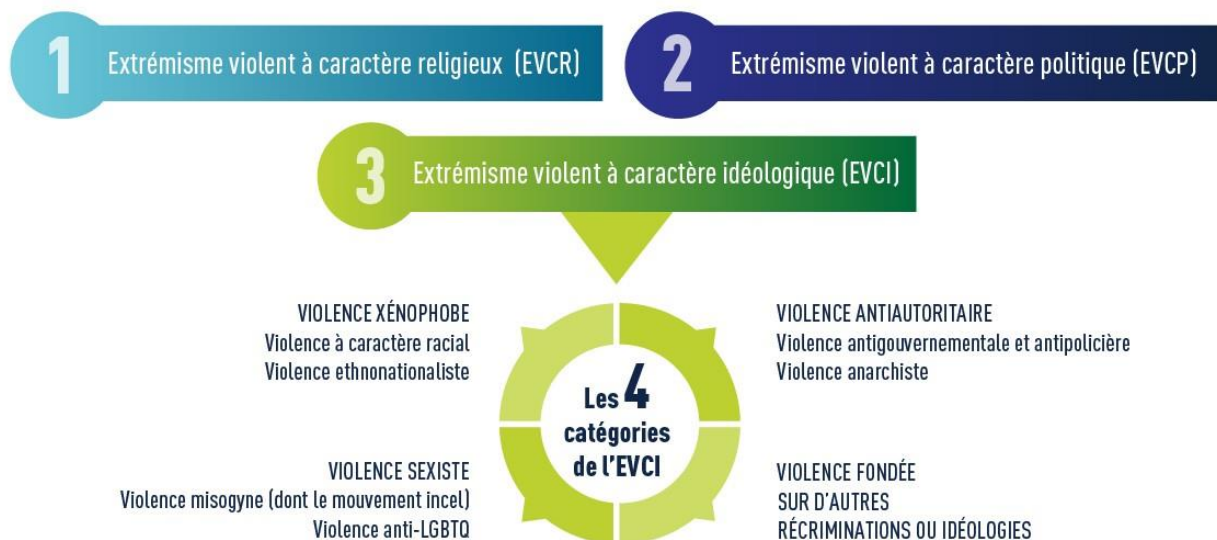 1
Extrémisme violent à caractère religieux (EVCR)
2
Extrémisme violent à caractère politique (EVCP)
3
Extrémisme violent à caractère idéologique (EVCI)
VIOLENCE XÉNOPHOBE
Violence à caractère racial
Violence ethnonationaliste
VIOLENCE ANTIAUTORITAIRE
Violence antigouvernementale et antipolicière
Violence anarchiste
Les 4
catégories
de l'EVCI
VIOLENCE SEXISTE
Violence misogyne (dont le mouvement incel)
Violence anti-LGBTQ
VIOLENCE FONDÉE
SUR D'AUTRES
RÉCRIMINATIONS OU IDÉOLOGIES